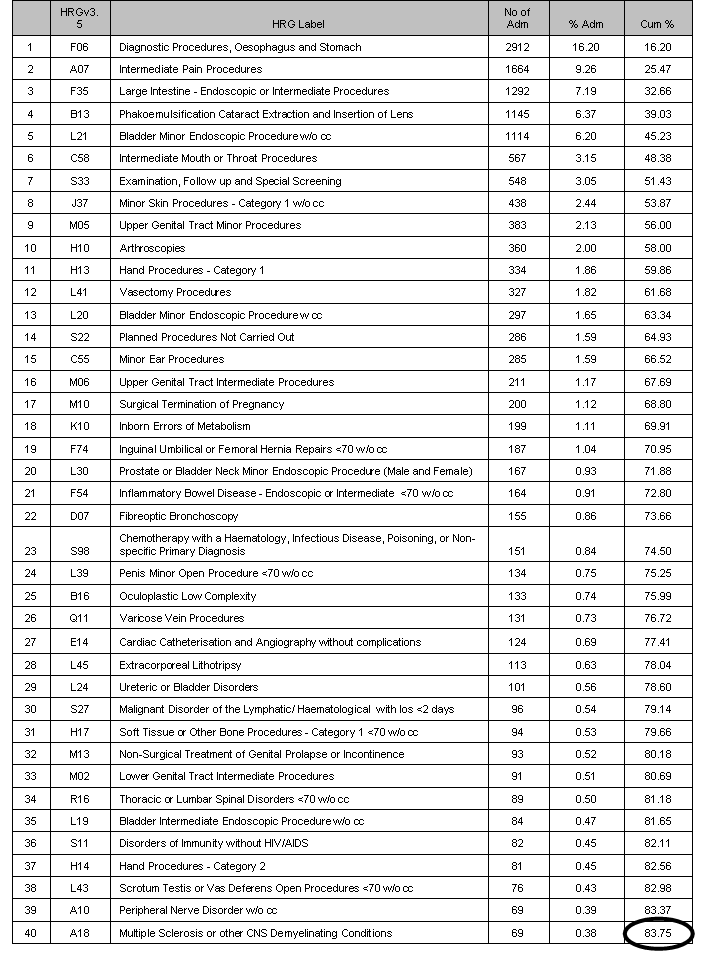 HRGv3.5 HRG Label No of Adm % Adm Cum %
1 F06 Diagnostic Procedures, Oesophagus and Stomach 2912 16.20 16.20
2 A07 Intermediate Pain Procedures 1664 9.26 25.47
3 F35 Large Intestine - Endoscopic or Intermediate Procedures 1292 7.19 32.66
4 B13 Phakoemulsification Cataract Extraction and Insertion of Lens 1145 6.37 39.03
5 L21 Bladder Minor Endoscopic Procedure w/o cc 1114 6.20 45.23
6 C58 Intermediate Mouth or Throat Procedures 567 3.15 48.38
7 S33 Examination, Follow up and Special Screening 548 3.05 51.43
8 J37 Minor Skin Procedures - Category 1 w/o cc 438 2.44 53.87
9 M05 Upper Genital Tract Minor Procedures 383 2.13 56.00
10 H10 Arthroscopies 360 2.00 58.00
11 H13 Hand Procedures - Category 1 334 1.86 59.86
12 L41 Vasectomy Procedures 327 1.82 61.68
13 L20 Bladder Minor Endoscopic Procedure w cc 297 1.65 63.34
14 S22 Planned Procedures Not Carried Out 286 1.59 64.93
15 C55 Minor Ear Procedures 285 1.59 66.52
16 M06 Upper Genital Tract Intermediate Procedures 211 1.17 67.69
17 M10 Surgical Termination of Pregnancy 200 1.12 68.80
18 K10 Inborn Errors of Metabolism 199 1.11 69.91
19 F74 Inguinal Umbilical or Femoral Hernia Repairs <70 w/o cc 187 1.04 70.95
20 L30 Prostate or Bladder Neck Minor Endoscopic Procedure (Male and Female) 167 0.93 71.88
21 F54 Inflammatory Bowel Disease - Endoscopic or Intermediate <70 w/o cc 164 0.91 72.80
22 D07 Fibreoptic Bronchoscopy 155 0.86 73.66
Chemotherapy with a Haematology, Infectious Disease, Poisoning, or Non-
23 S98 specific Primary Diagnosis 151 0.84 74.50
24 L39 Penis Minor Open Procedure <70 w/o cc 134 0.75 75.25
25 B16 Oculoplastic Low Complexity 133 0.74 75.99
26 Q11 Varicose Vein Procedures 131 0.73 76.72
27 E14 Cardiac Catheterisation and Angiography without complications 124 0.69 77.41
28 L45 Extracorporeal Lithotripsy 113 0.63 78.04
29 L24 Ureteric or Bladder Disorders 101 0.56 78.60
30 S27 Malignant Disorder of the Lymphatic/ Haematological with los <2 days 96 0.54 79.14
31 H17 Soft Tissue or Other Bone Procedures - Category 1 <70 w/o cc 94 0.53 79.66
32 M13 Non-Surgical Treatment of Genital Prolapse or Incontinence 93 0.52 80.18
33 M02 Lower Genital Tract Intermediate Procedures 91 0.51 80.69
34 R16 Thoracic or Lumbar Spinal Disorders <70 w/o cc 89 0.50 81.18
35 L19 Bladder Intermediate Endoscopic Procedure w/o cc 84 0.47 81.65
36 S11 Disorders of Immunity without HIV/AIDS 82 0.45 82.11
37 H14 Hand Procedures - Category 2 81 0.45 82.56
38 L43 Scrotum Testis or Vas Deferens Open Procedures <70 w/o cc 76 0.43 82.98
39 A10 Peripheral Nerve Disorder w/o cc 69 0.39 83.37
40 A18 Multiple Sclerosis or other CNS Demyelinating Conditions 69 0.38 83.75